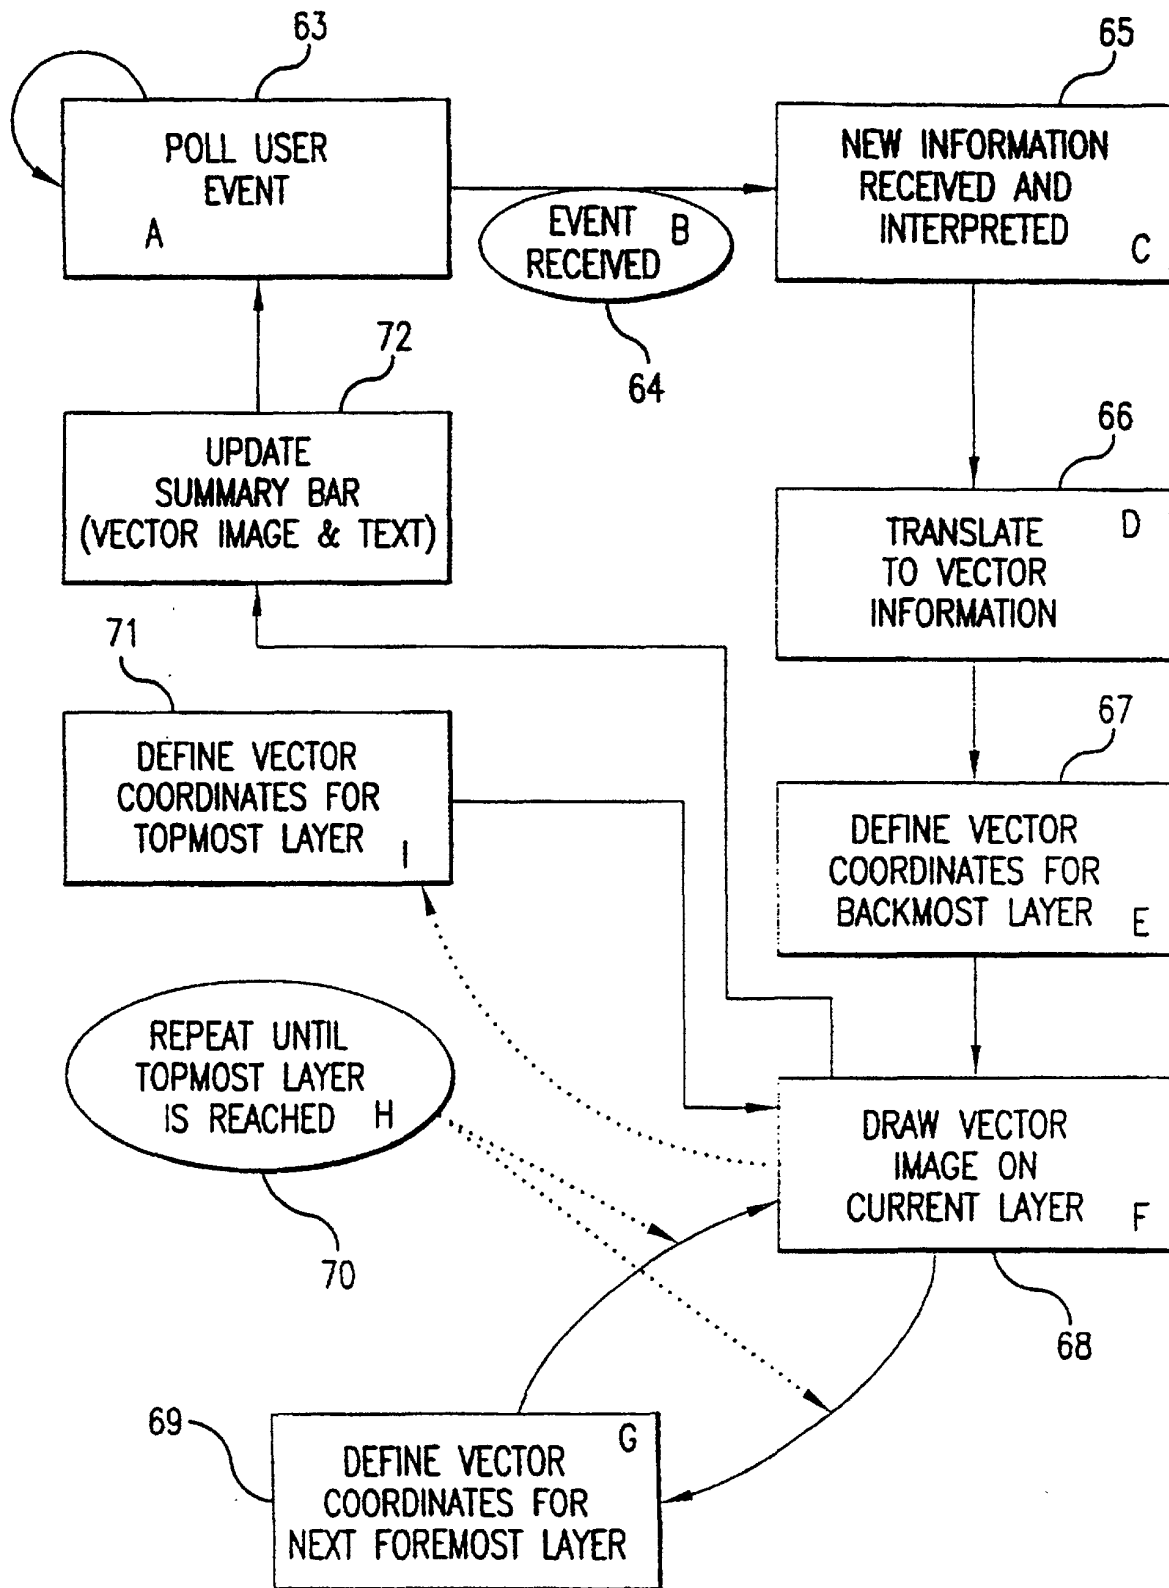 63
POLL USER
EVENT
A
EVENT
RECEIVED
B
64
65
NEW INFORMATION
RECEIVED AND
INTERPRETED
C
72
UPDATE
SUMMARY BAR
(VECTOR IMAGE & TEXT)
66
TRANSLATE
TO VECTOR
INFORMATION
D
71
DEFINE VECTOR
COORDINATES FOR
TOPMOST LAYER
I
67
DEFINE VECTOR
COORDINATES FOR
BACKMOST LAYER
E
REPEAT UNTIL
TOPMOST LAYER
IS REACHED
H
70
DRAW VECTOR
IMAGE ON
CURRENT LAYER
F
68
69
G
DEFINE VECTOR
COORDINATES FOR
NEXT FOREMOST LAYER